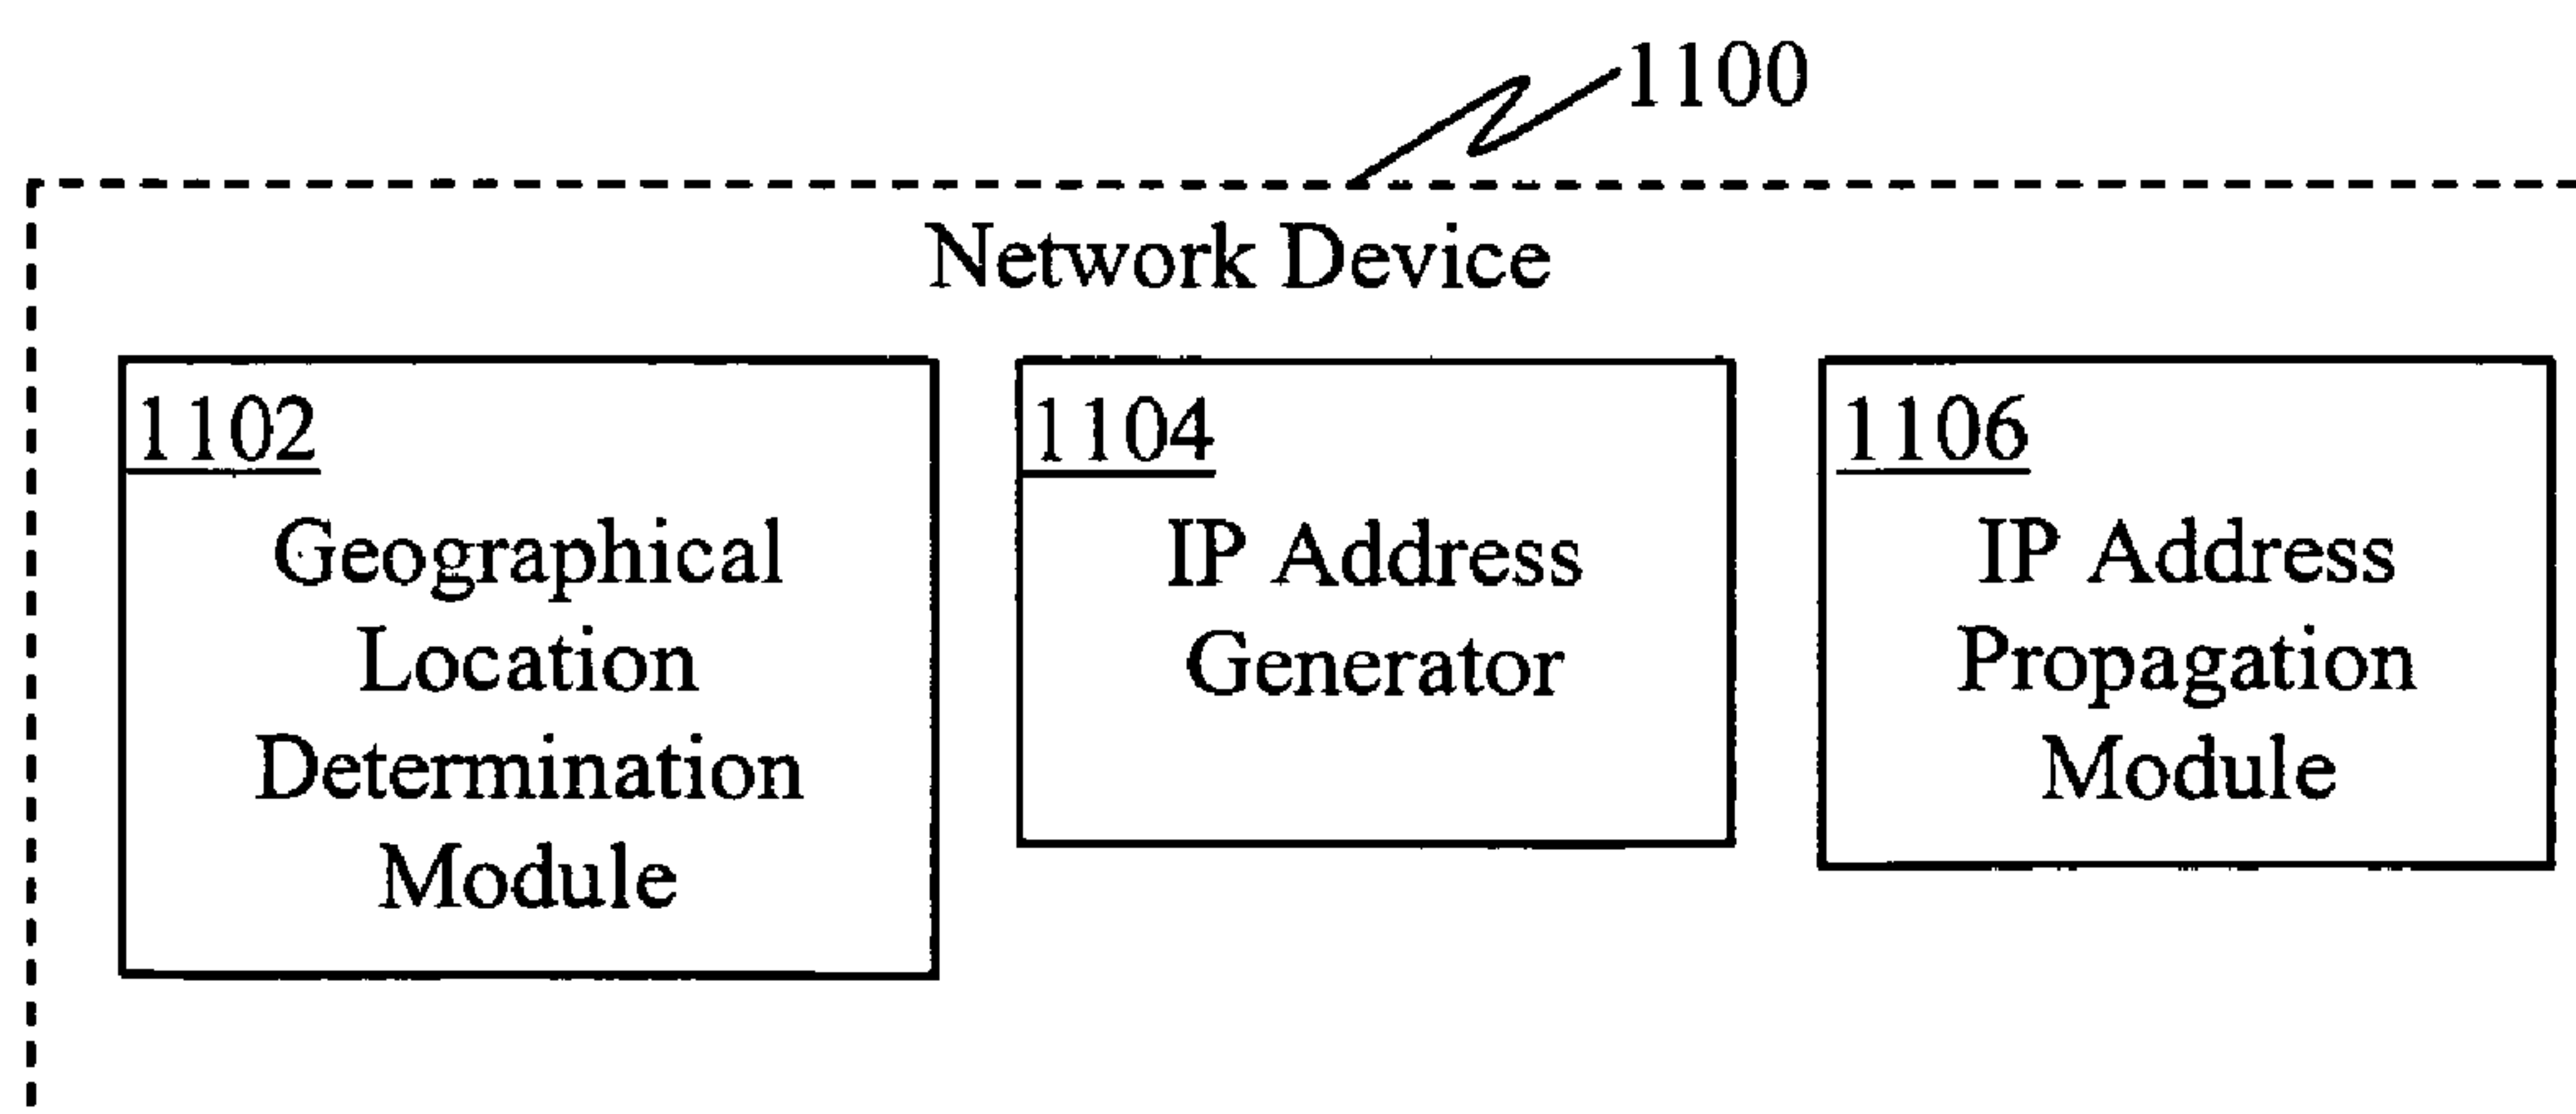 1100
Network Device
1102
Geographical
Location
Determination
Module
1104
IP Address
Generator
1106
IP Address
Propagation
Module